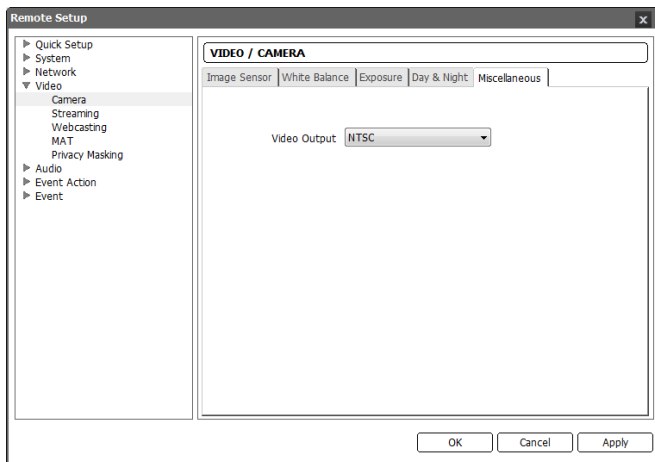 Remote Setup
x
Quick Setup
System
Network
Video
Camera
Streaming
Webcasting
MAT
Privacy Masking
Audio
Event Action
Event
VIDEO / CAMERA
Image Sensor White Balance Exposure Day & Night Miscellaneous
Video Output NTSC
OK Cancel Apply